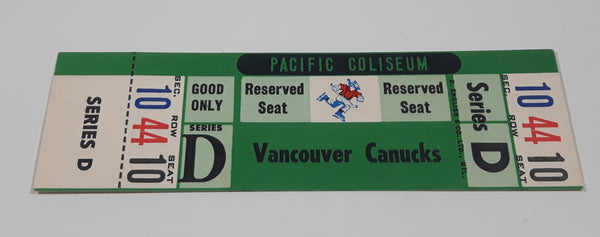 PACIFIC COLISEUM
SERIES D
SEC. ROW SEAT
10 44 10
GOOD ONLY
SERIES
D
Reserved Seat
Reserved Seat
Vancouver Canucks
Series
D
SEC. ROW SEAT
10 44 10